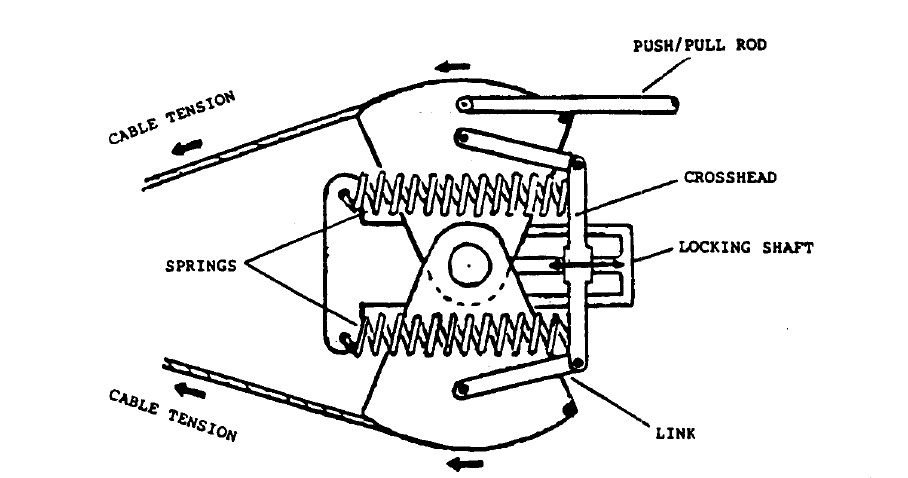 PUSH/PULL ROD
CABLE TENSION
CROSSHEAD
LOCKING SHAFT
SPRINGS
CABLE TENSION
LINK